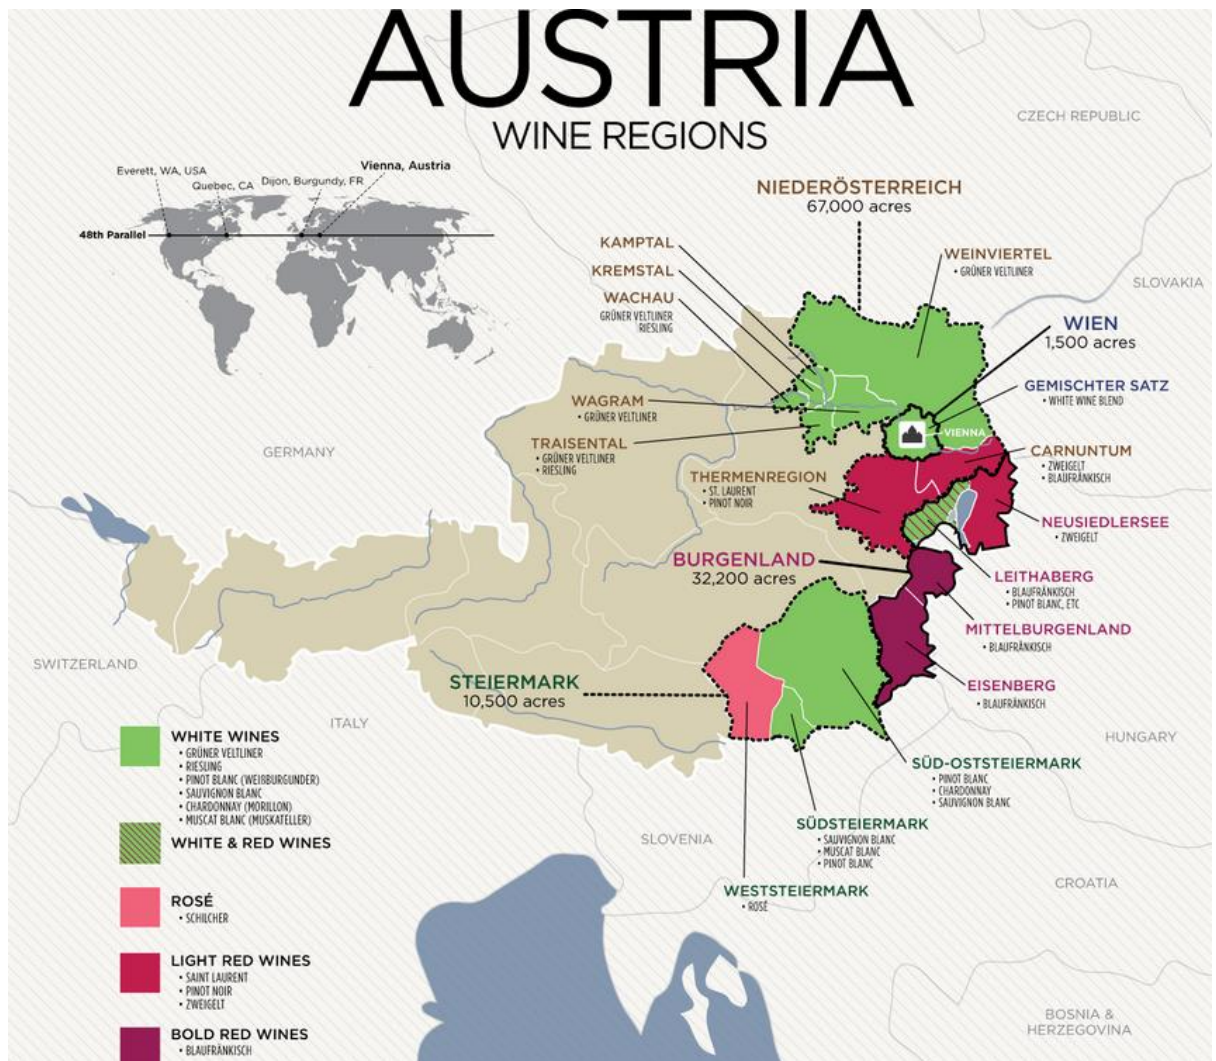 AUSTRIA
WINE REGIONS
CZECH REPUBLIC
Everett, WA, USA
Quebec, CA
Dijon, Burgundy, FR
Vienna, Austria
48th Parallel
NIEDERÖSTERREICH
67,000 acres
KAMPTAL
KREMSTAL
WACHAU
GRÜNER VELTLINER
RIESLING
WEINVIERTEL
• GRÜNER VELTLINER
SLOVAKIA
WIEN
1,500 acres
GEMISCHTER SATZ
• WHITE WINE BLEND
WAGRAM
• GRÜNER VELTLINER
TRAISENTAL
• GRÜNER VELTLINER
• RIESLING
VIENNA
GERMANY
CARNUNTUM
• ZWEIGELT
• BLAUFRÄNKISCH
THERMENREGION
• ST. LAURENT
• PINOT NOIR
NEUSIEDLERSEE
• ZWEIGELT
BURGENLAND
32,200 acres
LEITHABERG
• BLAUFRÄNKISCH
• PINOT BLANC, ETC
MITTELBURGENLAND
• BLAUFRÄNKISCH
SWITZERLAND
STEIERMARK
10,500 acres
EISENBERG
• BLAUFRÄNKISCH
ITALY
HUNGARY
WHITE WINES
• GRÜNER VELTLINER
• RIESLING
• PINOT BLANC (WEIßBURGUNDER)
• SAUVIGNON BLANC
• CHARDONNAY (MORILLON)
• MUSCAT BLANC (MUSKATELLER)
SÜD-OSTSTEIERMARK
• PINOT BLANC
• CHARDONNAY
• SAUVIGNON BLANC
SÜDSTEIERMARK
• SAUVIGNON BLANC
• MUSCAT BLANC
• PINOT BLANC
SLOVENIA
WHITE & RED WINES
WESTSTEIERMARK
• ROSÉ
CROATIA
ROSÉ
• SCHILCHER
LIGHT RED WINES
• SAINT LAURENT
• PINOT NOIR
• ZWEIGELT
BOSNIA &
HERZEGOVINA
BOLD RED WINES
• BLAUFRÄNKISCH